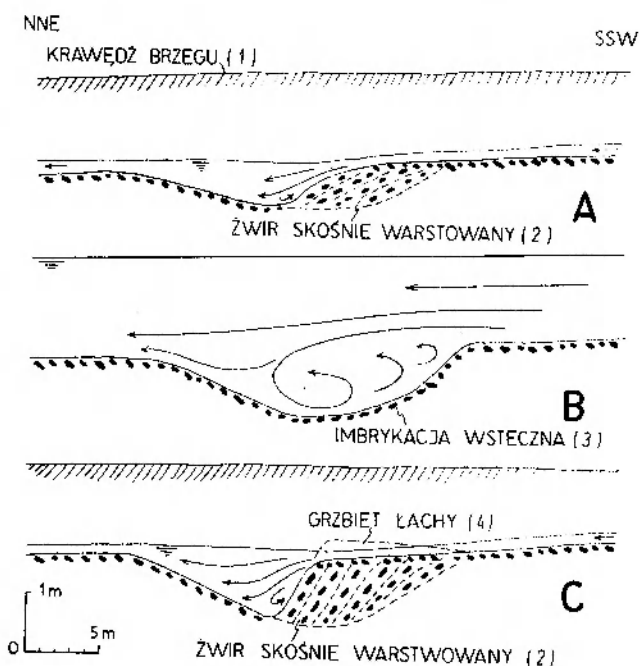 NNE
SSW
KRAWĘDŹ BRZEGU (1)
ŻWIR SKOŚNIE WARSTOWANY (2)
A
B
IMBRYKACJA WSTECZNA (3)
GRZBIET ŁACHY (4)
C
1m
0
5m
ŻWIR SKOŚNIE WARSTWOWANY (2)